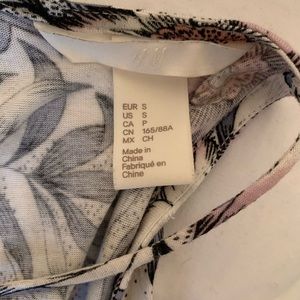 EUR S
US S
CA P
CN 165/88A
MX CH
Made in
China
Fabriqué en
Chine